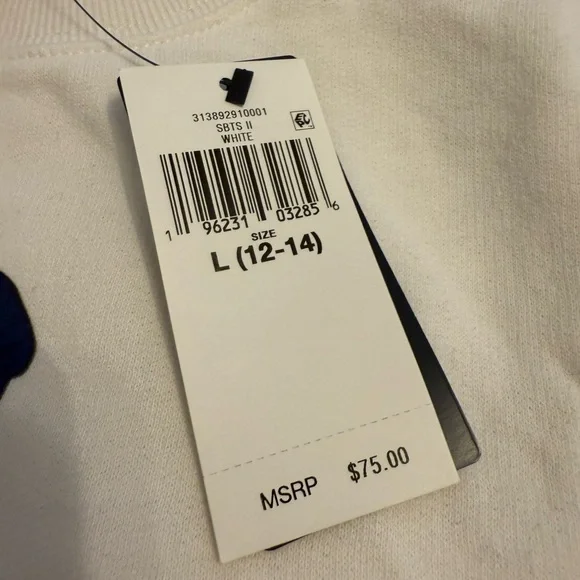 313892910001
SBTS II
WHITE
1 96231 03285 6
SIZE
L (12-14)
MSRP $75.00